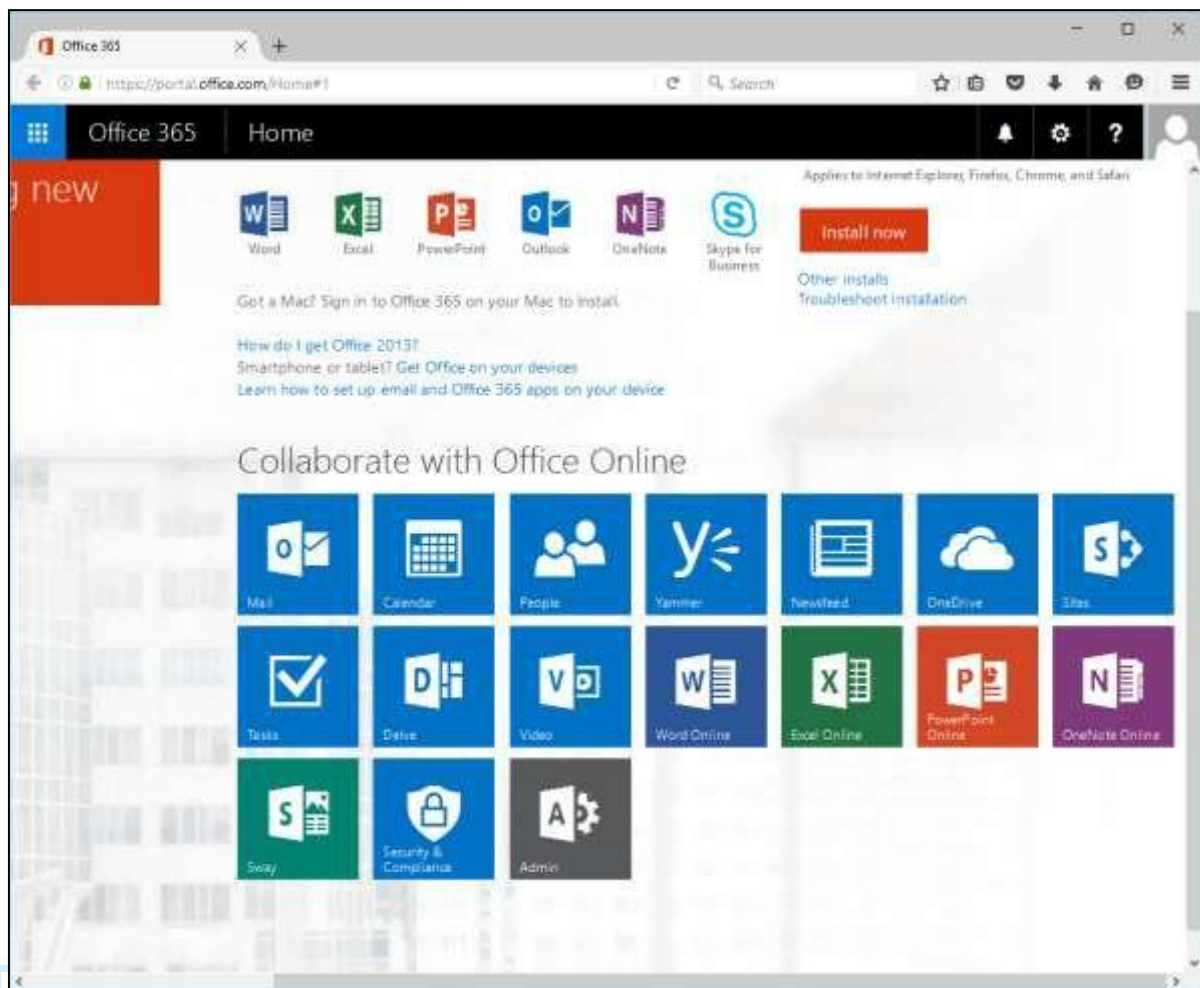 Office 365
https://portal.office.com/Home#1
Search
Office 365 Home
g new
Applies to Internet Explorer, Firefox, Chrome, and Safari
Word
Excel
PowerPoint
Outlook
OneNote
Skype for
Business
Install now
Other installs
Troubleshoot installation
Got a Mac? Sign in to Office 365 on your Mac to install.
How do I get Office 2013?
Smartphone or tablet? Get Office on your devices
Learn how to set up email and Office 365 apps on your device
Collaborate with Office Online
Mail
Calendar
People
Yammer
Newsfeed
OneDrive
Sites
Tasks
Delve
Video
Word Online
Excel Online
PowerPoint
Online
OneNote Online
Sway
Security &
Compliance
Admin